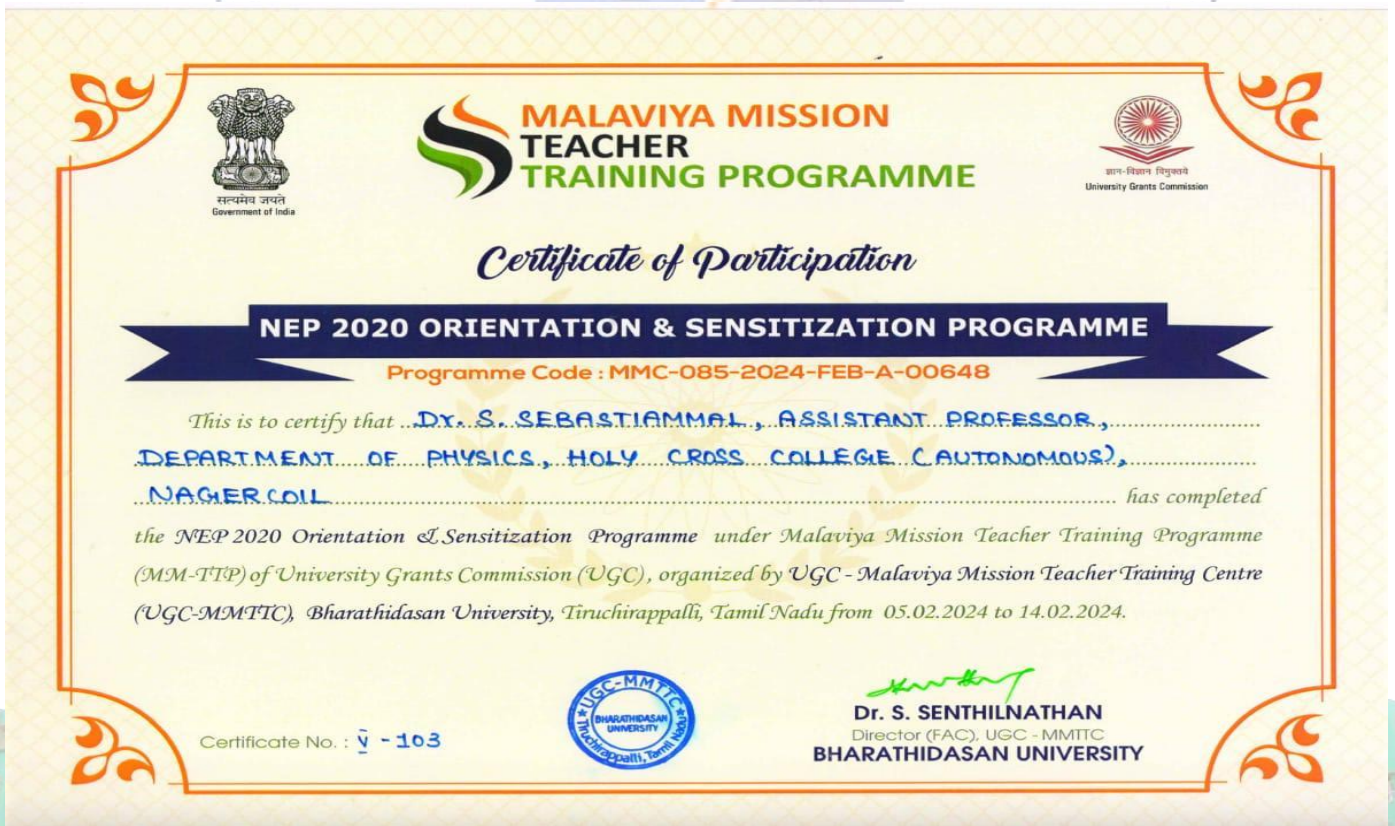 सत्यमेव जयते
Government of India
MALAVIYA MISSION
TEACHER
TRAINING PROGRAMME
ज्ञान-विज्ञान विमुक्तये
University Grants Commission
Certificate of Participation
NEP 2020 ORIENTATION & SENSITIZATION PROGRAMME
Programme Code : MMC-085-2024-FEB-A-00648
This is to certify that Dr. S. SEBASTIAMMAL, ASSISTANT PROFESSOR,
DEPARTMENT OF PHYSICS, HOLY CROSS COLLEGE (AUTONOMOUS),
NAGERCOIL has completed
the NEP 2020 Orientation & Sensitization Programme under Malaviya Mission Teacher Training Programme
(MM-TTP) of University Grants Commission (UGC), organized by UGC - Malaviya Mission Teacher Training Centre
(UGC-MMTTC), Bharathidasan University, Tiruchirappalli, Tamil Nadu from 05.02.2024 to 14.02.2024.
Certificate No. : V - 103
UGC-MMTTC
BHARATHIDASAN
UNIVERSITY
Tiruchirappalli, Tamil Nadu
Dr. S. SENTHILNATHAN
Director (FAC), UGC - MMTTC
BHARATHIDASAN UNIVERSITY